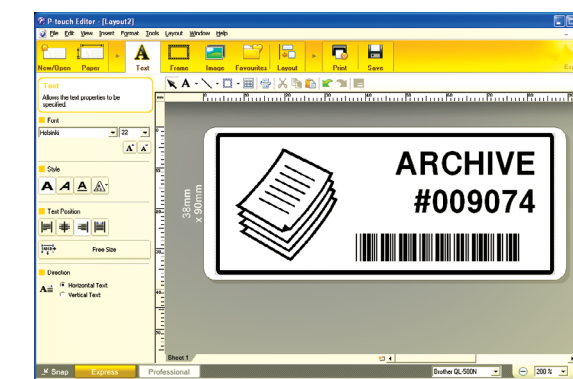 P-touch Editor - [Layout2]
File Edit View Insert Format Tools Layout Window Help
New/Open Paper Text Frame Image Favourites Layout Print Save
Text
Allows the text properties to be
specified.
Font
Helsinki 22
Style
Text Position
Free Size
Direction
Horizontal Text
Vertical Text
38mm
x 90mm
ARCHIVE
#009074
Sheet 1
Snap Express Professional
Brother QL-500N 200 %